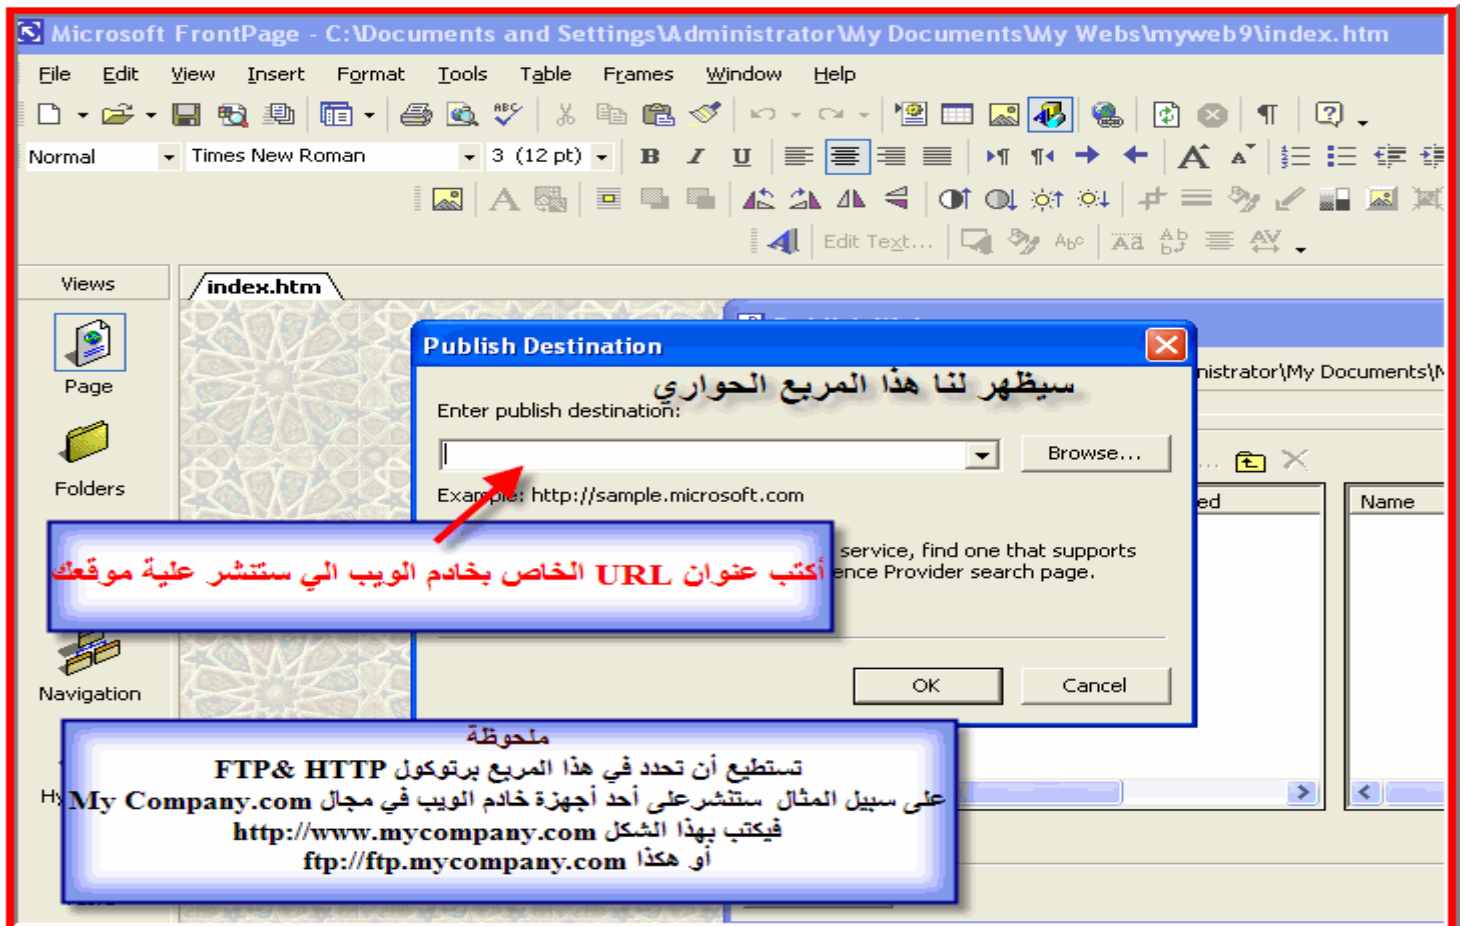 Microsoft FrontPage - C:\Documents and Settings\Administrator\My Documents\My Webs\myweb9\index.htm
File Edit View Insert Format Tools Table Frames Window Help
Normal Times New Roman 3 (12 pt) B I U
Edit Text...
Views
index.htm
Page
Folders
Navigation
Publish Destination
سيظهر لنا هذا المربع الحواري
nistrator\My Documents\M
Enter publish destination:
Browse...
Example: http://sample.microsoft.com
ed Name
service, find one that supports
ence Provider search page.
أكتب عنوان URL الخاص بخادم الويب الي ستنشر علية موقعك
OK Cancel
ملحوظة
تستطيع أن تحدد في هذا المربع برتوكول FTP& HTTP
على سبيل المثال ستنشرعلى أحد أجهزة خادم الويب في مجال My Company.com
فيكتب بهذا الشكل http://www.mycompany.com
أو هكذا ftp://ftp.mycompany.com